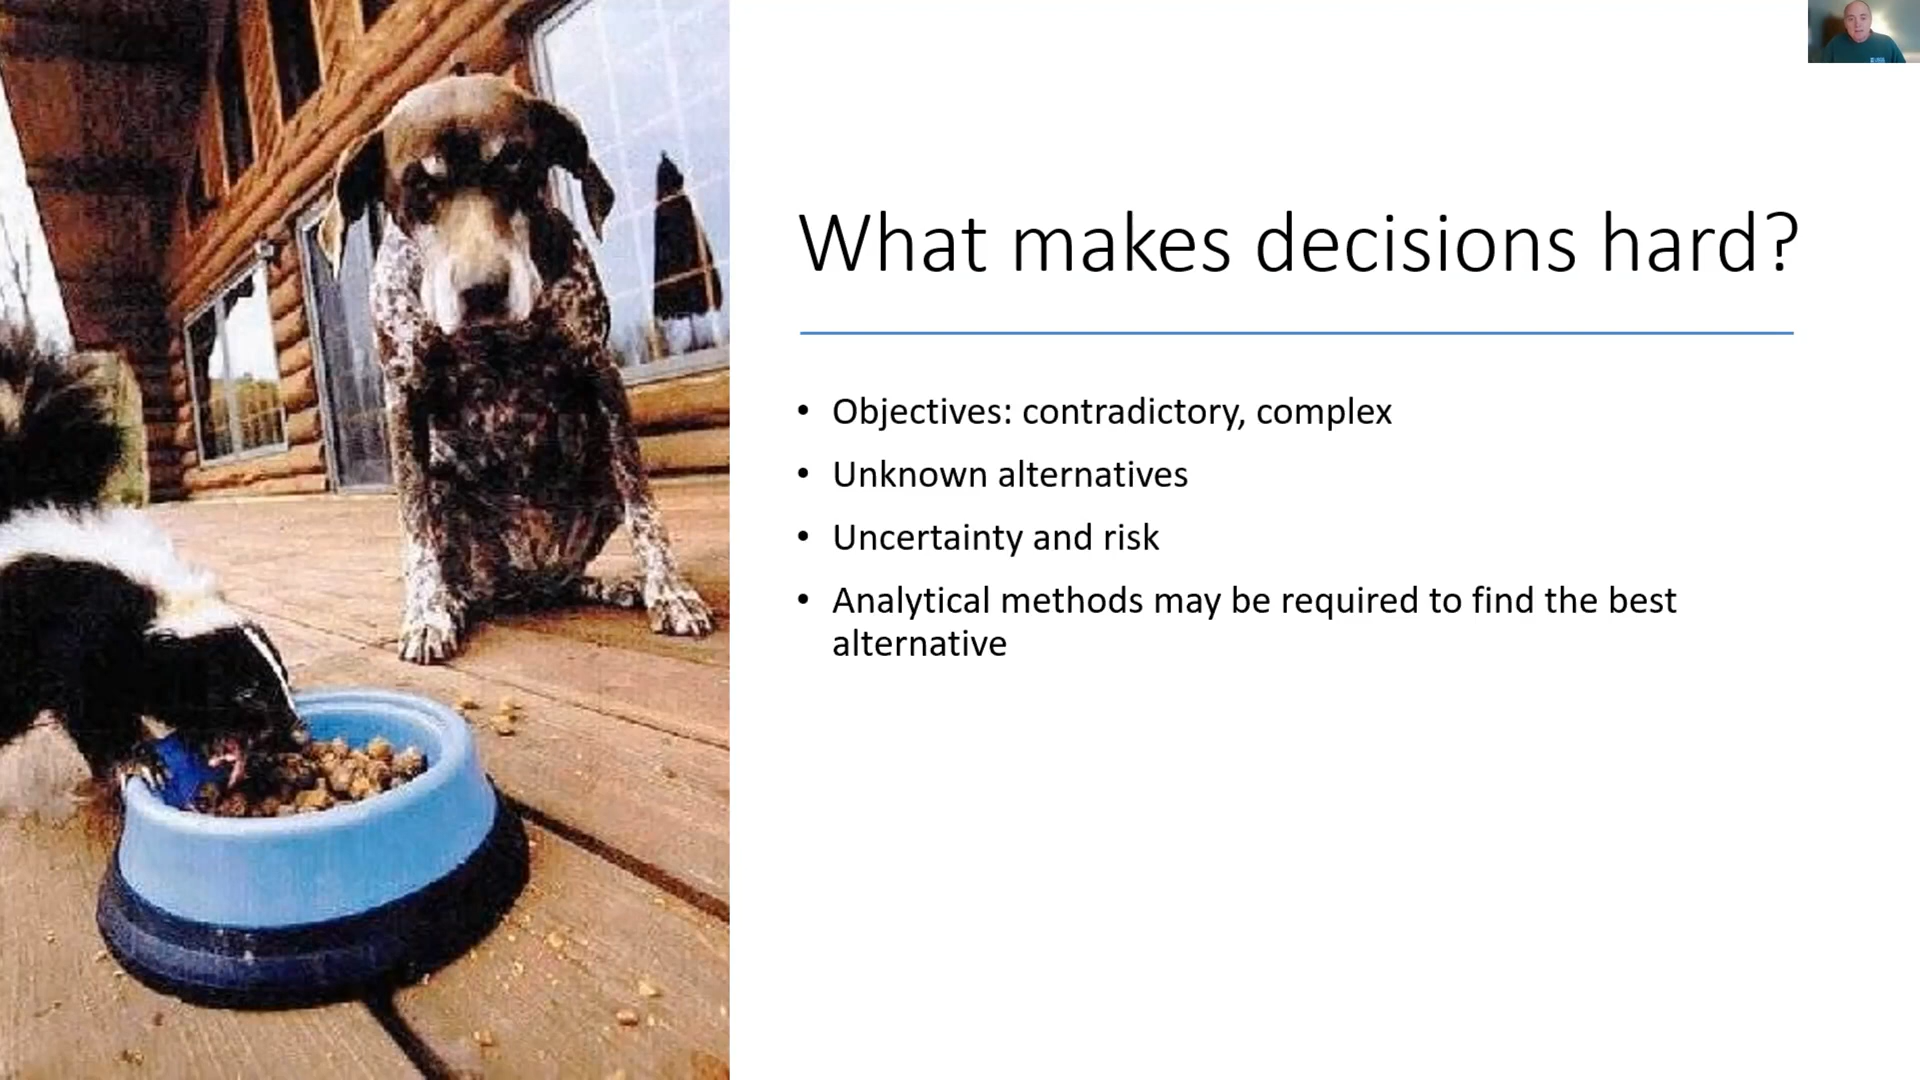 What makes decisions hard?
• Objectives: contradictory, complex
• Unknown alternatives
• Uncertainty and risk
• Analytical methods may be required to find the best
alternative